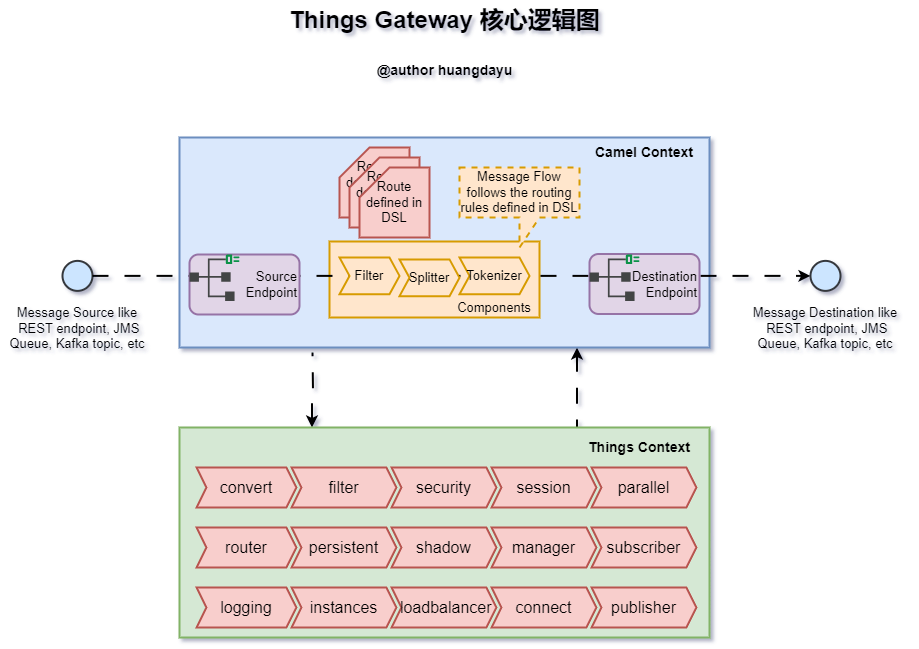 Things Gateway 核心逻辑图
@author huangdayu
Camel Context
Ro
d
Ro
d
Route
defined in
DSL
Message Flow
follows the routing
rules defined in DSL
Source
Endpoint
Filter
Splitter
Tokenizer
Components
Destination
Endpoint
Message Source like
REST endpoint, JMS
Queue, Kafka topic, etc
Message Destination like
REST endpoint, JMS
Queue, Kafka topic, etc
Things Context
convert
filter
security
session
parallel
router
persistent
shadow
manager
subscriber
logging
instances
loadbalancer
connect
publisher